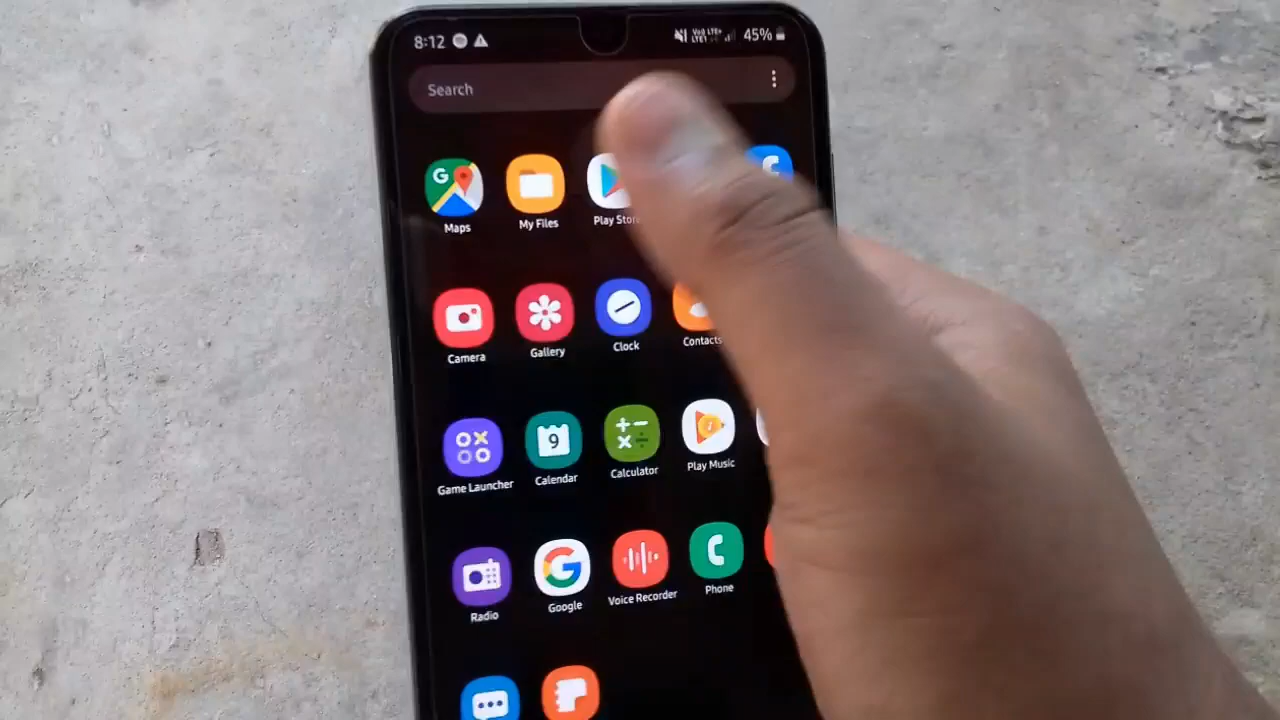 8:12
45%
Search
Maps
My Files
Play Stor
Camera
Gallery
Clock
Contacts
Game Launcher
9
Calendar
Calculator
Play Music
Radio
Google
Voice Recorder
Phone